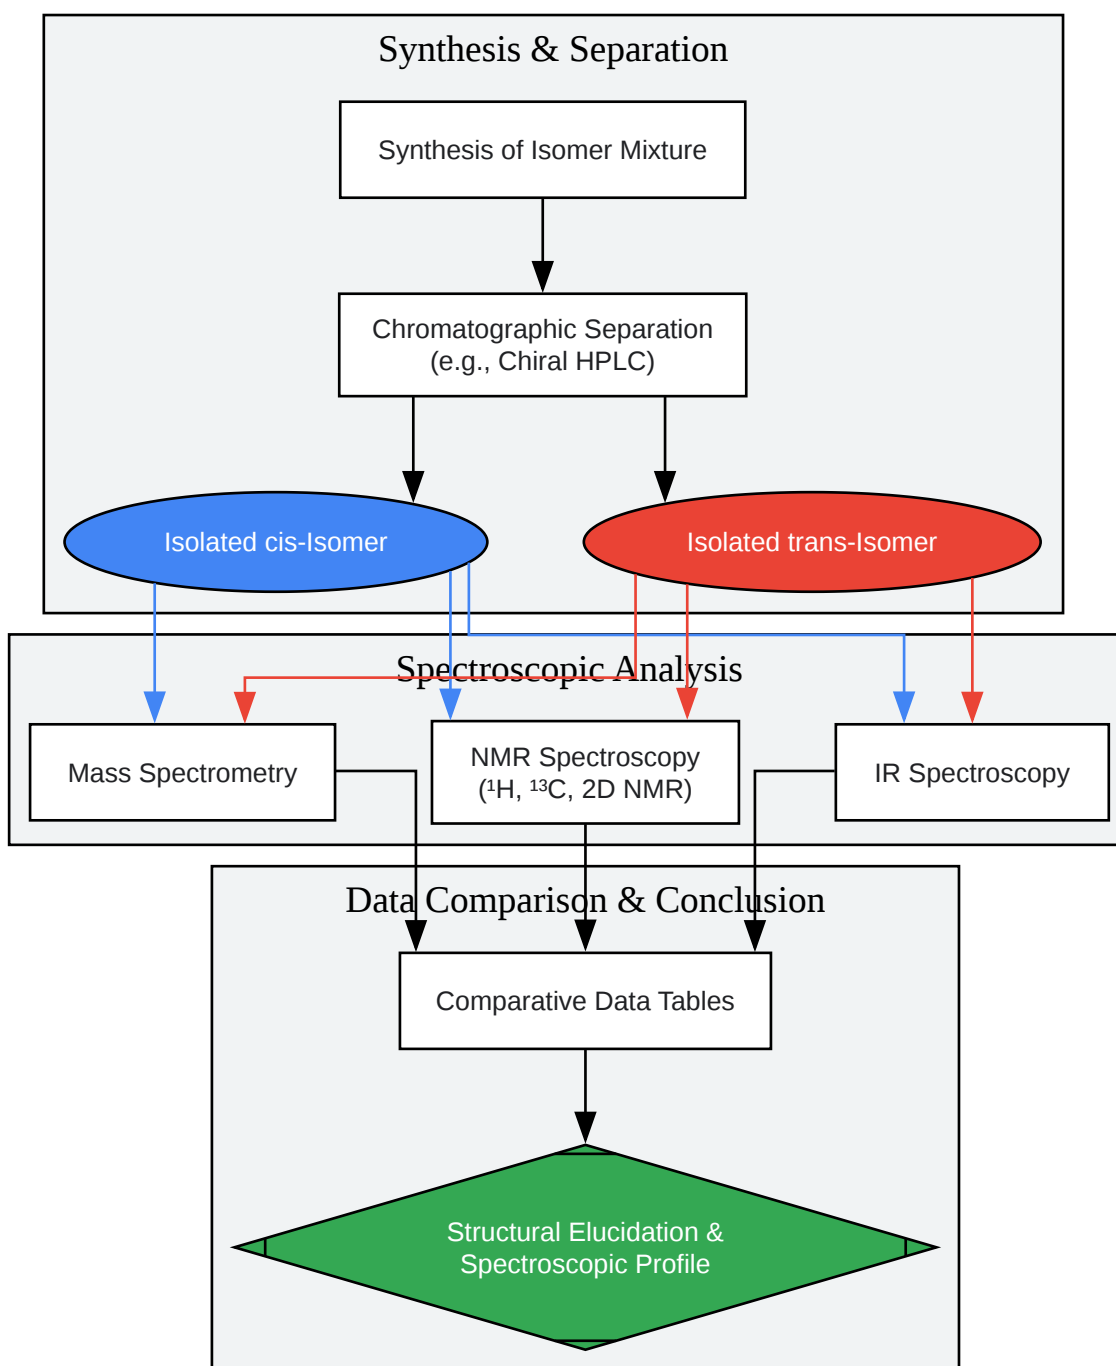 Synthesis & Separation
Synthesis of Isomer Mixture
Chromatographic Separation
(e.g., Chiral HPLC)
Isolated cis-Isomer
Isolated trans-Isomer
Spectroscopic Analysis
Mass Spectrometry
NMR Spectroscopy
(¹H, ¹³C, 2D NMR)
IR Spectroscopy
Data Comparison & Conclusion
Comparative Data Tables
Structural Elucidation &
Spectroscopic Profile